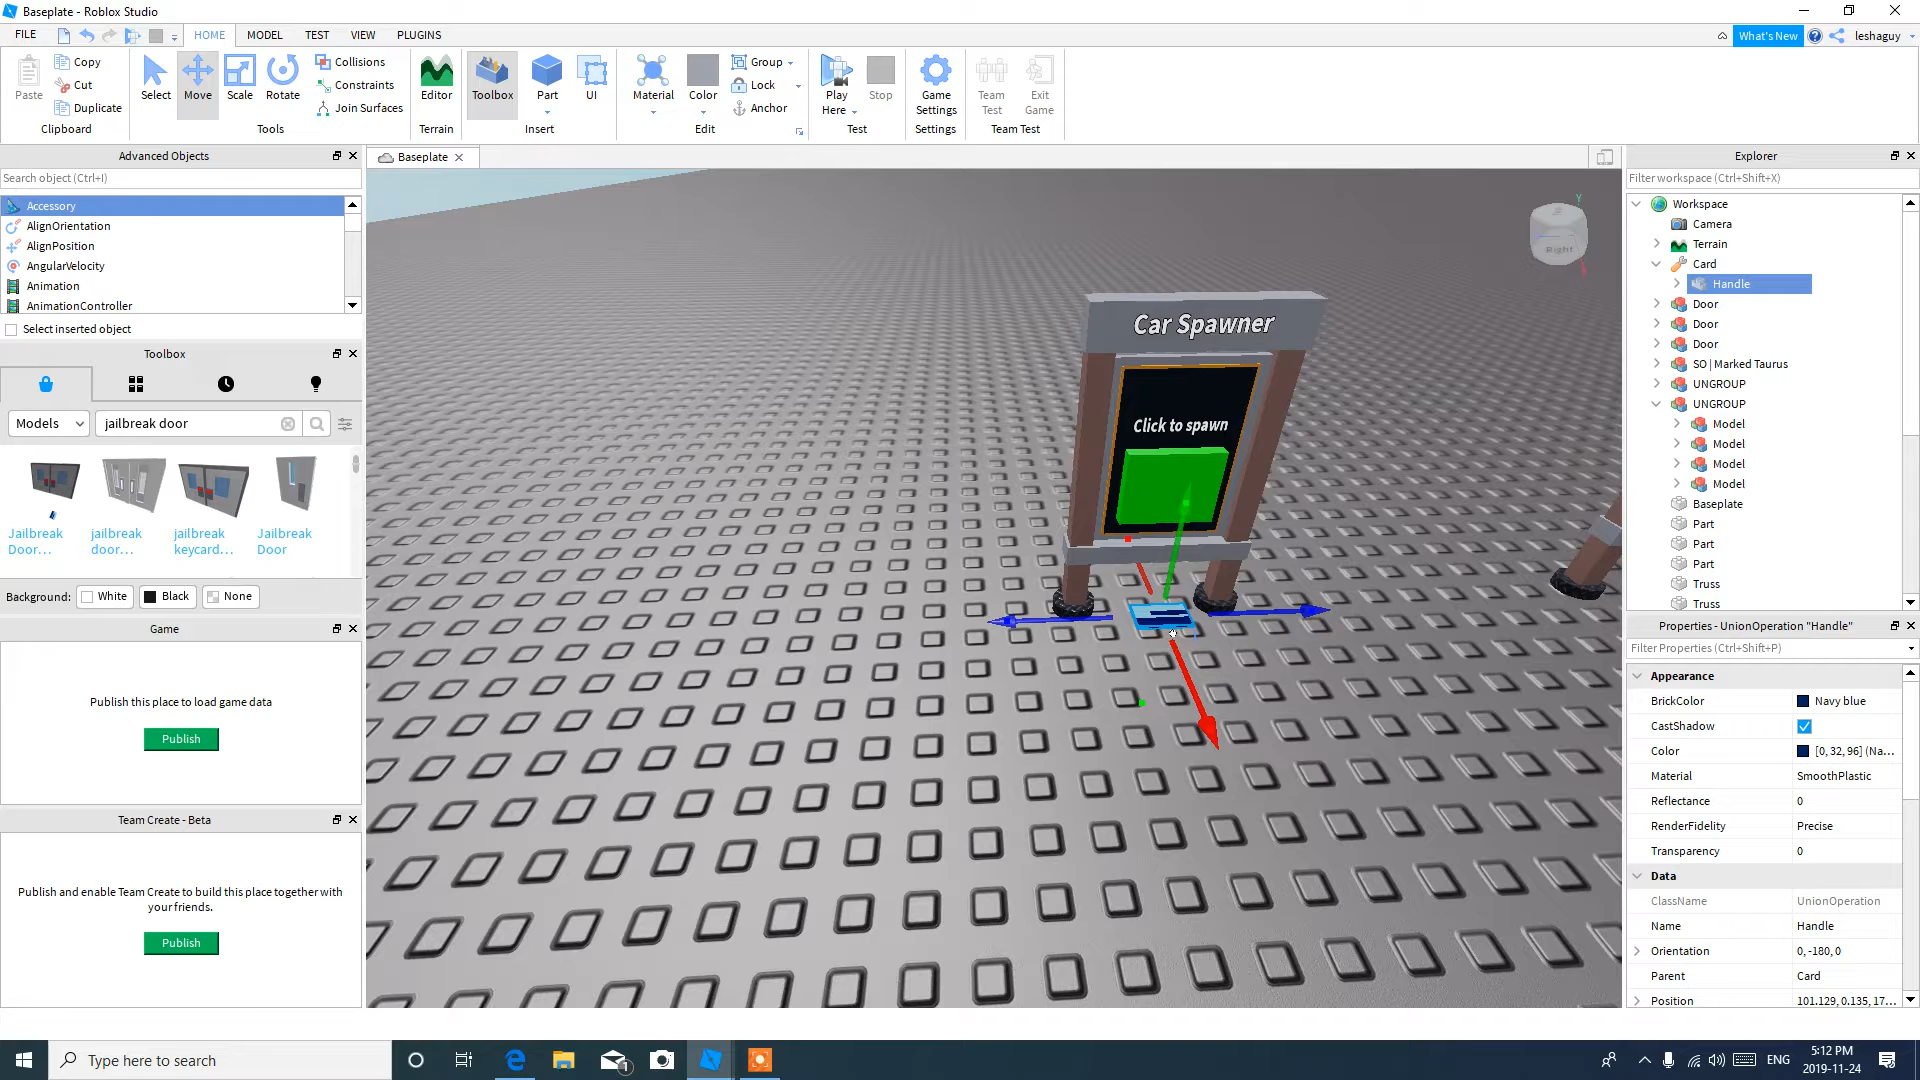 Baseplate - Roblox Studio
FILE HOME MODEL TEST VIEW PLUGINS What's New leshaguy
Paste Copy Cut Duplicate Clipboard
Select Move Scale Rotate Collisions Constraints Join Surfaces Tools
Editor Terrain
Toolbox Part UI Insert
Material Color Group Lock Anchor Edit
Play Here Stop Test
Game Settings Settings
Team Test Exit Game Team Test
Advanced Objects
Search object (Ctrl+I)
Accessory
AlignOrientation
AlignPosition
AngularVelocity
Animation
AnimationController
Select inserted object
Toolbox
Models jailbreak door
Jailbreak Door...
jailbreak door...
jailbreak keycard...
Jailbreak Door
Background: White Black None
Game
Publish this place to load game data
Publish
Team Create - Beta
Publish and enable Team Create to build this place together with
your friends.
Publish
Baseplate
Car Spawner
Click to spawn
Right
Y
Explorer
Filter workspace (Ctrl+Shift+X)
Workspace
Camera
Terrain
Card
Handle
Door
Door
Door
SO | Marked Taurus
UNGROUP
UNGROUP
Model
Model
Model
Model
Baseplate
Part
Part
Part
Truss
Truss
Properties - UnionOperation "Handle"
Filter Properties (Ctrl+Shift+P)
Appearance
BrickColor Navy blue
CastShadow
Color [0, 32, 96] (Na...
Material SmoothPlastic
Reflectance 0
RenderFidelity Precise
Transparency 0
Data
ClassName UnionOperation
Name Handle
Orientation 0, -180, 0
Parent Card
Position 101.129, 0.135, 17...
Type here to search
1
ENG
5:12 PM
2019-11-24